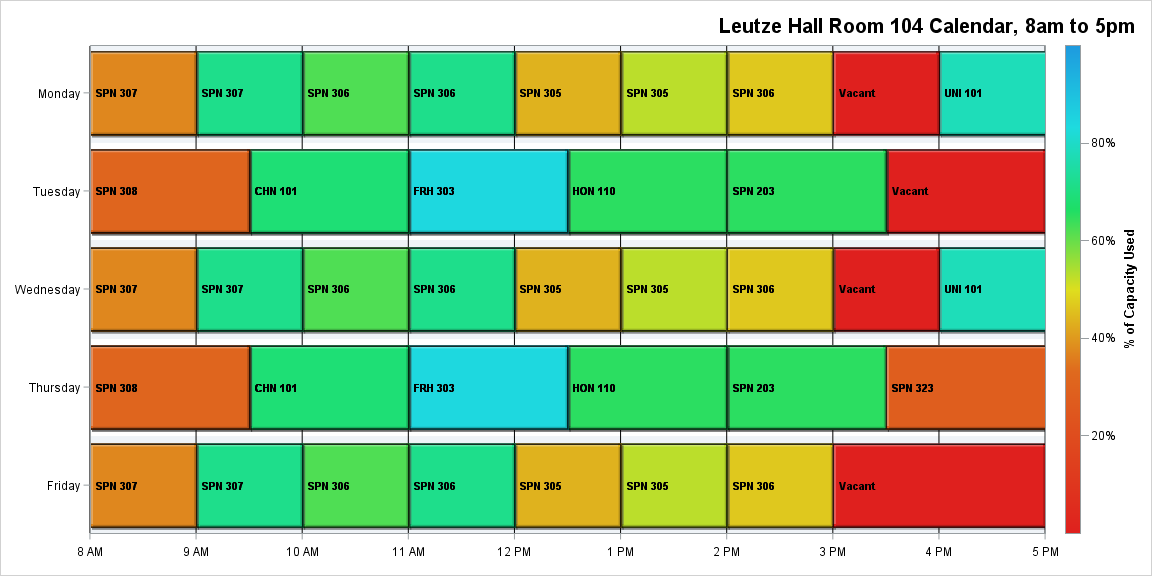 Leutze Hall Room 104 Calendar, 8am to 5pm
Monday
SPN 307
SPN 307
SPN 306
SPN 306
SPN 305
SPN 305
SPN 306
Vacant
UNI 101
Tuesday
SPN 308
CHN 101
FRH 303
HON 110
SPN 203
Vacant
Wednesday
SPN 307
SPN 307
SPN 306
SPN 306
SPN 305
SPN 305
SPN 306
Vacant
UNI 101
Thursday
SPN 308
CHN 101
FRH 303
HON 110
SPN 203
SPN 323
Friday
SPN 307
SPN 307
SPN 306
SPN 306
SPN 305
SPN 305
SPN 306
Vacant
8 AM
9 AM
10 AM
11 AM
12 PM
1 PM
2 PM
3 PM
4 PM
5 PM
80%
60%
40%
20%
% of Capacity Used